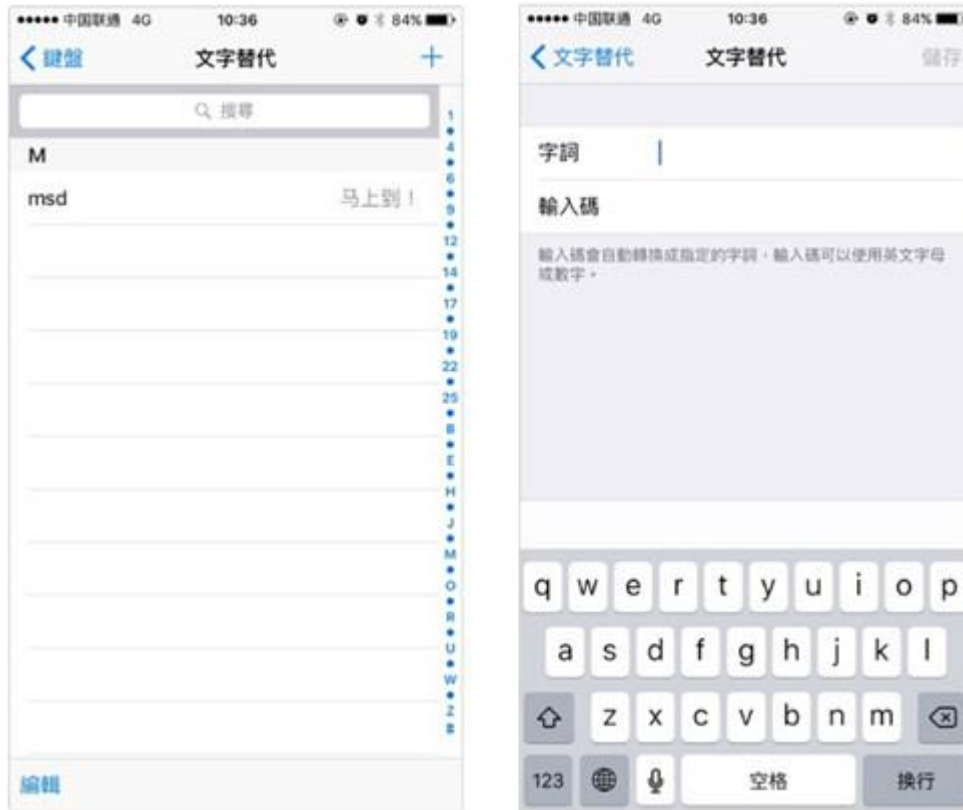 中国联通 4G 10:36 84%
鍵盤 文字替代 +
搜尋
M
msd 马上到！
1
4
6
9
12
14
17
19
22
25
B
E
H
J
M
O
R
U
W
Z
#
編輯
中国联通 4G 10:36 84%
文字替代 文字替代 儲存
字詞
輸入碼
輸入碼會自動轉換成指定的字詞，輸入碼可以使用英文字母
或數字。
q w e r t y u i o p
a s d f g h j k l
z x c v b n m
123 空格 換行